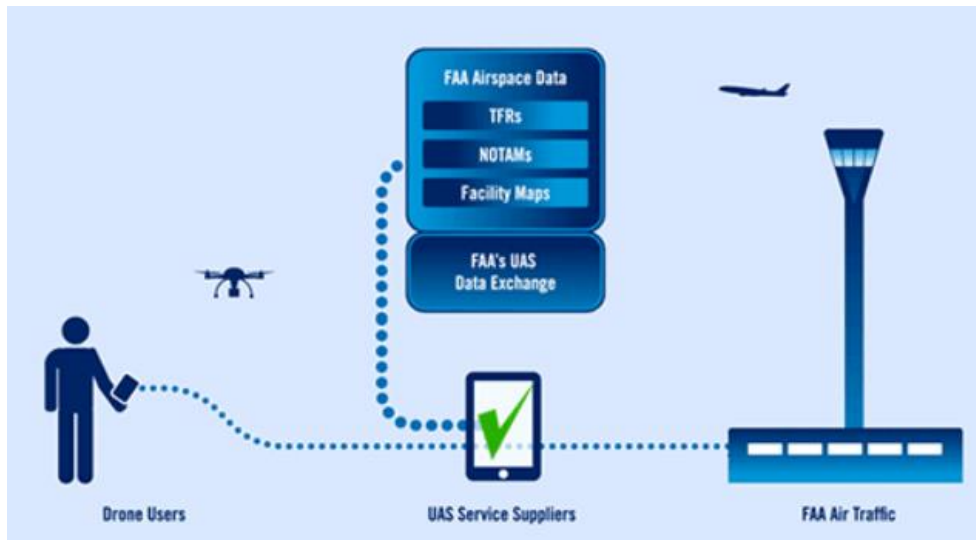 FAA Airspace Data
TFRs
NOTAMs
Facility Maps
FAA's UAS
Data Exchange
Drone Users
UAS Service Suppliers
FAA Air Traffic